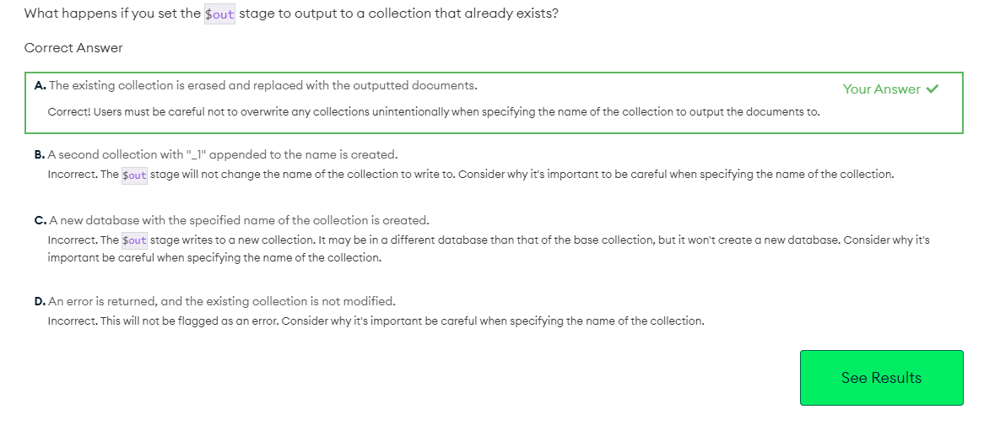 What happens if you set the $out stage to output to a collection that already exists?
Correct Answer
A. The existing collection is erased and replaced with the outputted documents.
Your Answer ✓
Correct! Users must be careful not to overwrite any collections unintentionally when specifying the name of the collection to output the documents to.
B. A second collection with "_1" appended to the name is created.
Incorrect. The $out stage will not change the name of the collection to write to. Consider why it's important to be careful when specifying the name of the collection.
C. A new database with the specified name of the collection is created.
Incorrect. The $out stage writes to a new collection. It may be in a different database than that of the base collection, but it won't create a new database. Consider why it's
important be careful when specifying the name of the collection.
D. An error is returned, and the existing collection is not modified.
Incorrect. This will not be flagged as an error. Consider why it's important be careful when specifying the name of the collection.
See Results